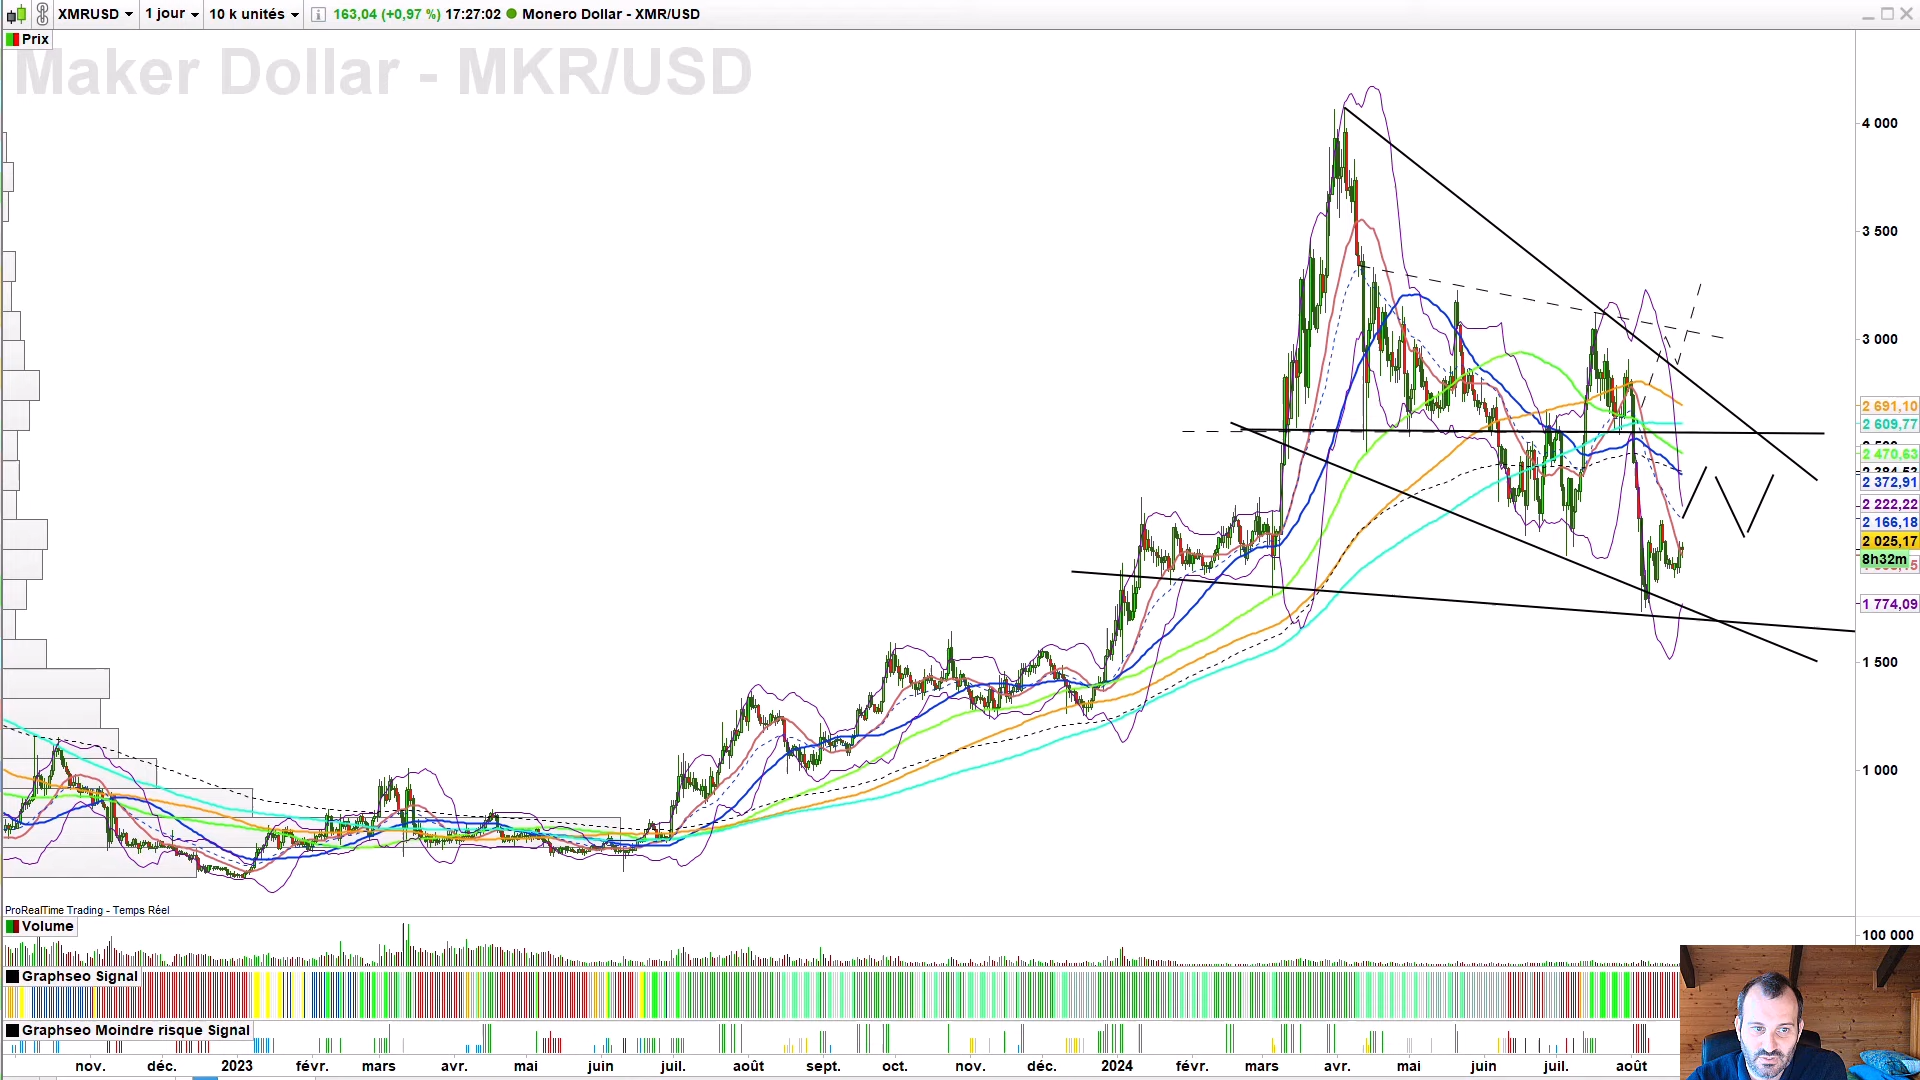 XMRUSD 1 jour 10 k unités 163,04 (+0,97 %) 17:27:02 Monero Dollar - XMR/USD
Prix
Maker Dollar - MKR/USD
4 000
3 500
3 000
2 691,10
2 609,77
2 470,63
2 372,91
2 222,22
2 166,18
2 025,17
8h32m
1 774,09
1 500
1 000
ProRealTime Trading - Temps Réel
Volume
100 000
Graphseo Signal
Graphseo Moindre risque Signal
nov. déc. 2023 févr. mars avr. mai juin juil. août sept. oct. nov. déc. 2024 févr. mars avr. mai juin juil. août